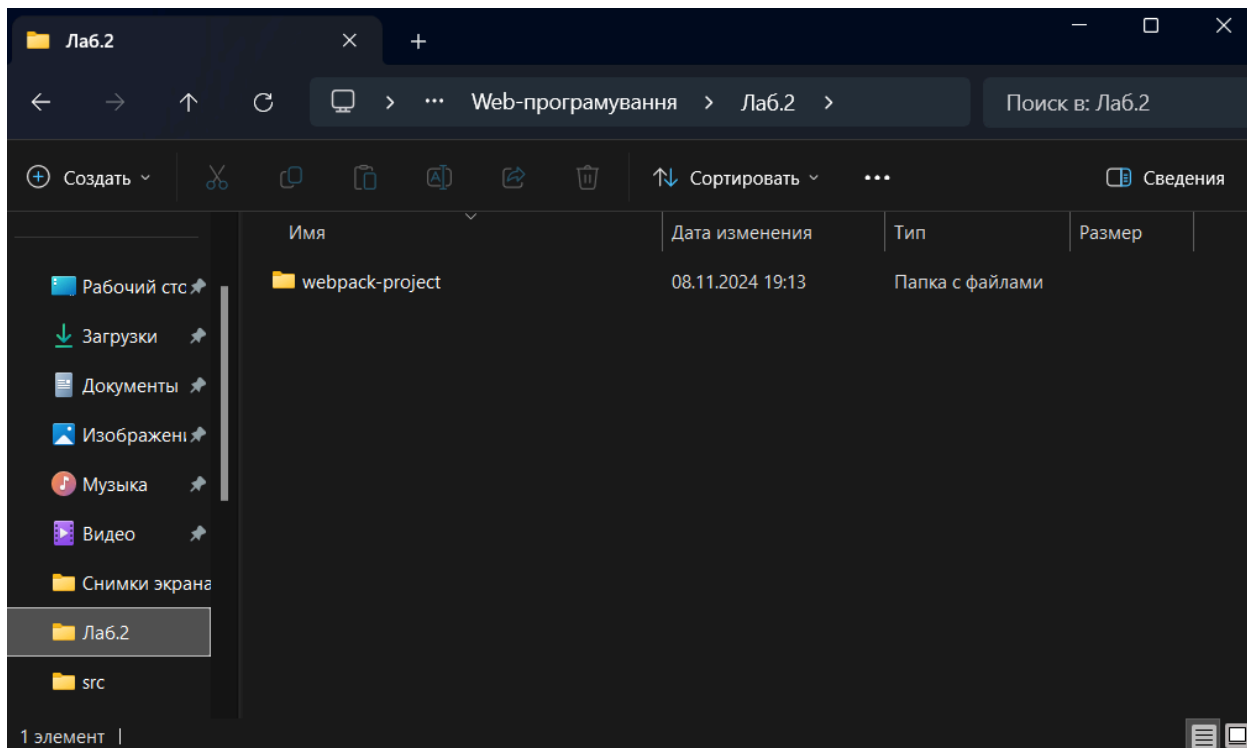 Лаб.2
Web-програмування > Лаб.2 >
Поиск в: Лаб.2
Создать
Сортировать
Сведения
Имя
Дата изменения
Тип
Размер
webpack-project
08.11.2024 19:13
Папка с файлами
Рабочий стс
Загрузки
Документы
Изображені
Музыка
Видео
Снимки экрана
Лаб.2
src
1 элемент